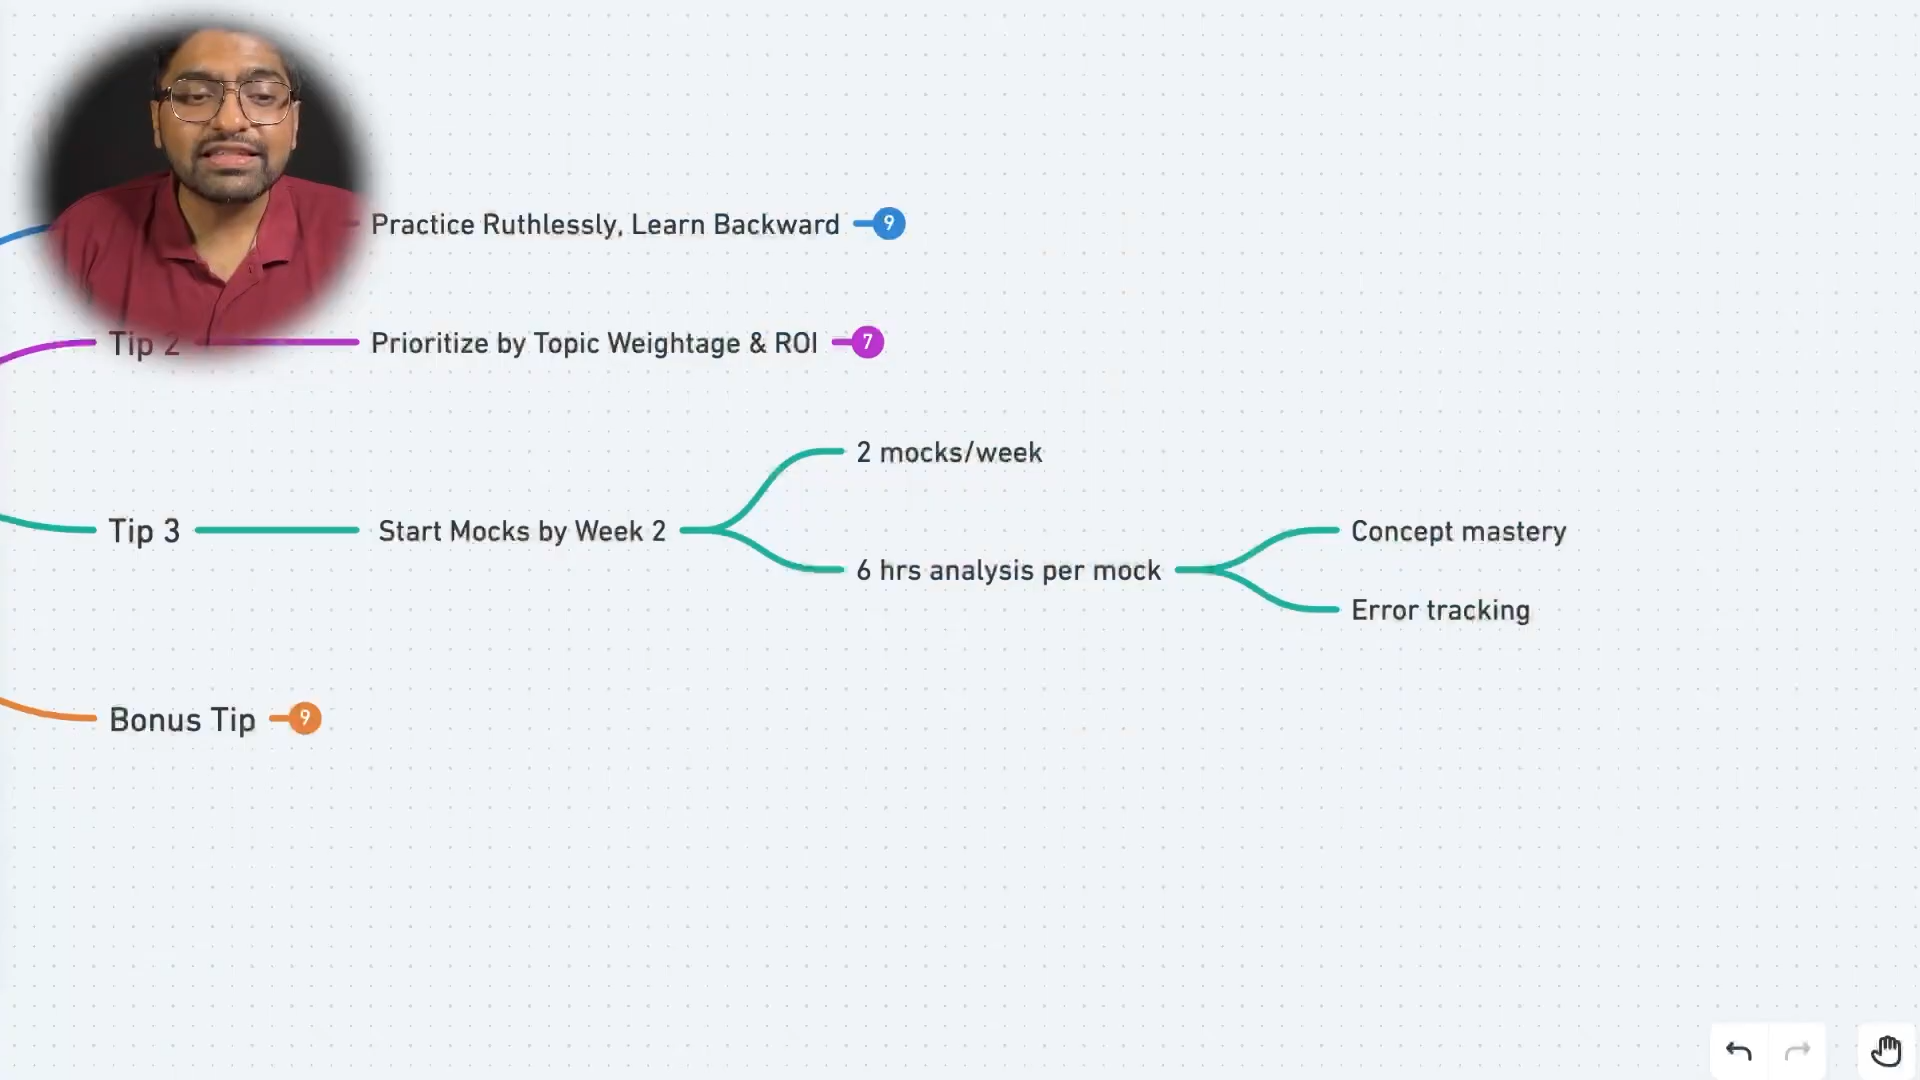 Practice Ruthlessly, Learn Backward 9
Tip 2 Prioritize by Topic Weightage & ROI 7
2 mocks/week
Tip 3 Start Mocks by Week 2
6 hrs analysis per mock
Concept mastery
Error tracking
Bonus Tip 9